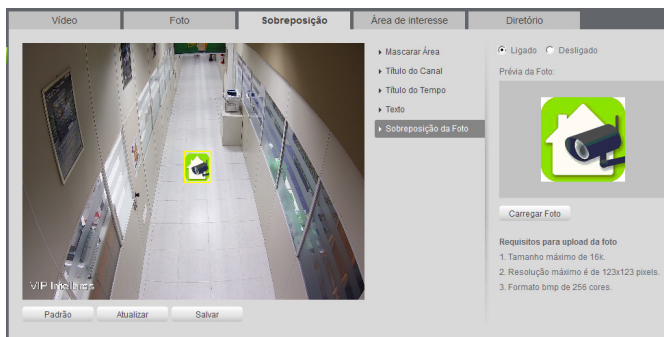 Vídeo
Foto
Sobreposição
Área de interesse
Diretório
Mascarar Área
Título do Canal
Título do Tempo
Texto
Sobreposição da Foto
Ligado
Desligado
Prévia da Foto:
Carregar Foto
Requisitos para upload da foto
1. Tamanho máximo de 16k.
2. Resolução máximo é de 123x123 pixels.
3. Formato bmp de 256 cores.
VIP Intelbras
Padrão
Atualizar
Salvar